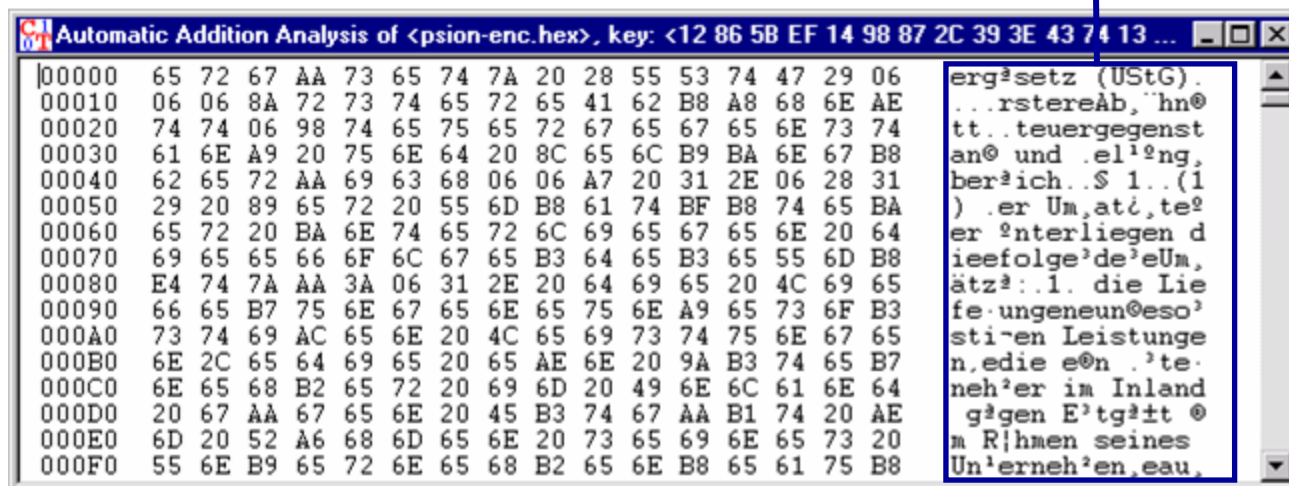 Automatic Addition Analysis of <psion-enc.hex>, key: <12 86 5B EF 14 98 87 2C 39 3E 43 74 13 ...
00000 65 72 67 AA 73 65 74 7A 20 28 55 53 74 47 29 06 ergªsetz (UStG).
00010 06 06 8A 72 73 74 65 72 65 41 62 B8 A8 68 6E AE ...rstereAb¸¨hn®
00020 74 74 06 98 74 65 75 65 72 67 65 67 65 6E 73 74 tt..teuergegenst
00030 61 6E A9 20 75 6E 64 20 8C 65 6C B9 BA 6E 67 B8 an© und .el¹ºng¸
00040 62 65 72 AA 69 63 68 06 06 A7 20 31 2E 06 28 31 berªich..§ 1..(1
00050 29 20 89 65 72 20 55 6D B8 61 74 BF B8 74 65 BA ) .er Um¸at¿¸teº
00060 65 72 20 BA 6E 74 65 72 6C 69 65 67 65 6E 20 64 er ºnterliegen d
00070 69 65 65 66 6F 6C 67 65 B3 64 65 B3 65 55 6D B8 ieefolge³de³eUm¸
00080 E4 74 7A AA 3A 06 31 2E 20 64 69 65 20 4C 69 65 ätzª:.1. die Lie
00090 66 65 B7 75 6E 67 65 6E 65 75 6E A9 65 73 6F B3 fe·ungeneun©eso³
000A0 73 74 69 AC 65 6E 20 4C 65 69 73 74 75 6E 67 65 sti¬en Leistunge
000B0 6E 2C 65 64 69 65 20 65 AE 6E 20 9A B3 74 65 B7 n,edie e®n .³te·
000C0 6E 65 68 B2 65 72 20 69 6D 20 49 6E 6C 61 6E 64 neh²er im Inland
000D0 20 67 AA 67 65 6E 20 45 B3 74 67 AA B1 74 20 AE gªgen E³tgª±t ®
000E0 6D 20 52 A6 68 6D 65 6E 20 73 65 69 6E 65 73 20 m R¦hmen seines
000F0 55 6E B9 65 72 6E 65 68 B2 65 6E B8 65 61 75 B8 Un¹erneh²en¸eau¸